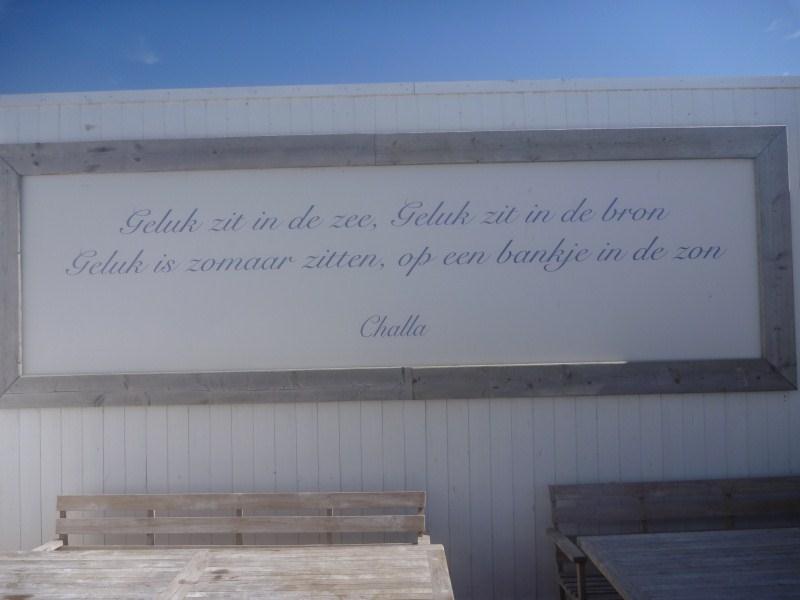 Geluk zit in de zee, Geluk zit in de bron
Geluk is zomaar zitten, op een bankje in de zon
Challa